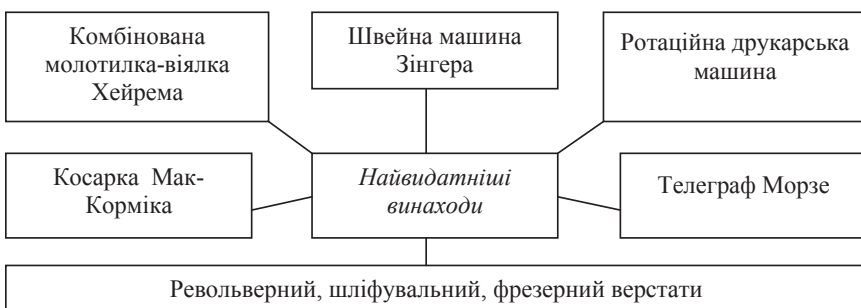 Комбінована
молотилка-віялка
Хейрема
Швейна машина
Зінгера
Ротаційна друкарська
машина
Косарка Мак-
Корміка
Найвидатніші
винаходи
Телеграф Морзе
Револьверний, шліфувальний, фрезерний верстати